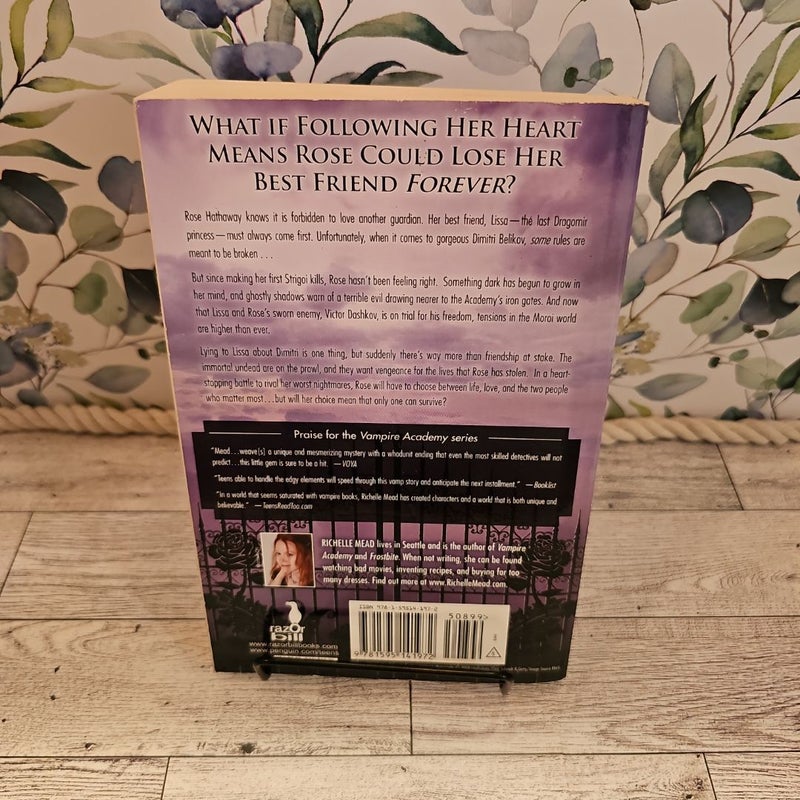 WHAT IF FOLLOWING HER HEART
MEANS ROSE COULD LOSE HER
BEST FRIEND FOREVER?
Rose Hathaway knows it is forbidden to love another guardian. Her best friend, Lissa—the last Dragomir
princess—must always come first. Unfortunately, when it comes to gorgeous Dimitri Belikov, some rules are
meant to be broken . . .
But since making her first Strigoi kills, Rose hasn't been feeling right. Something dark has begun to grow in
her mind, and ghostly shadows warn of a terrible evil drawing nearer to the Academy's iron gates. And now
that Lissa and Rose's sworn enemy, Victor Dashkov, is on trial for his freedom, tensions in the Moroi world
are higher than ever.
Lying to Lissa about Dimitri is one thing, but suddenly there's way more than friendship at stake. The
immortal undead are on the prowl, and they want vengeance for the lives that Rose has stolen. In a heart-
stopping battle to rival her worst nightmares, Rose will have to choose between life, love, and the two people
who matter most...but will her choice mean that only one can survive?
Praise for the Vampire Academy series
"Mead...weave[s] a unique and mesmerizing mystery with a whodunit ending that even the most skilled detectives will not
predict...this little gem is sure to be a hit. —VOYA
"Teens able to handle the edgy elements will speed through this vamp story and anticipate the next installment." —Booklist
"In a world that seems saturated with vampire books, Richelle Mead has created characters and a world that is both unique and
believable." —TeensReadToo.com
RICHELLE MEAD lives in Seattle and is the author of Vampire
Academy and Frostbite. When not writing, she can be found
watching bad movies, inventing recipes, and buying far too
many dresses. Find out more at www.RichelleMead.com.
razOr
bill
www.razorbillbooks.com
www.penguin.com/teens
ISBN 978-1-59514-197-2
50899>
9 781595 141972